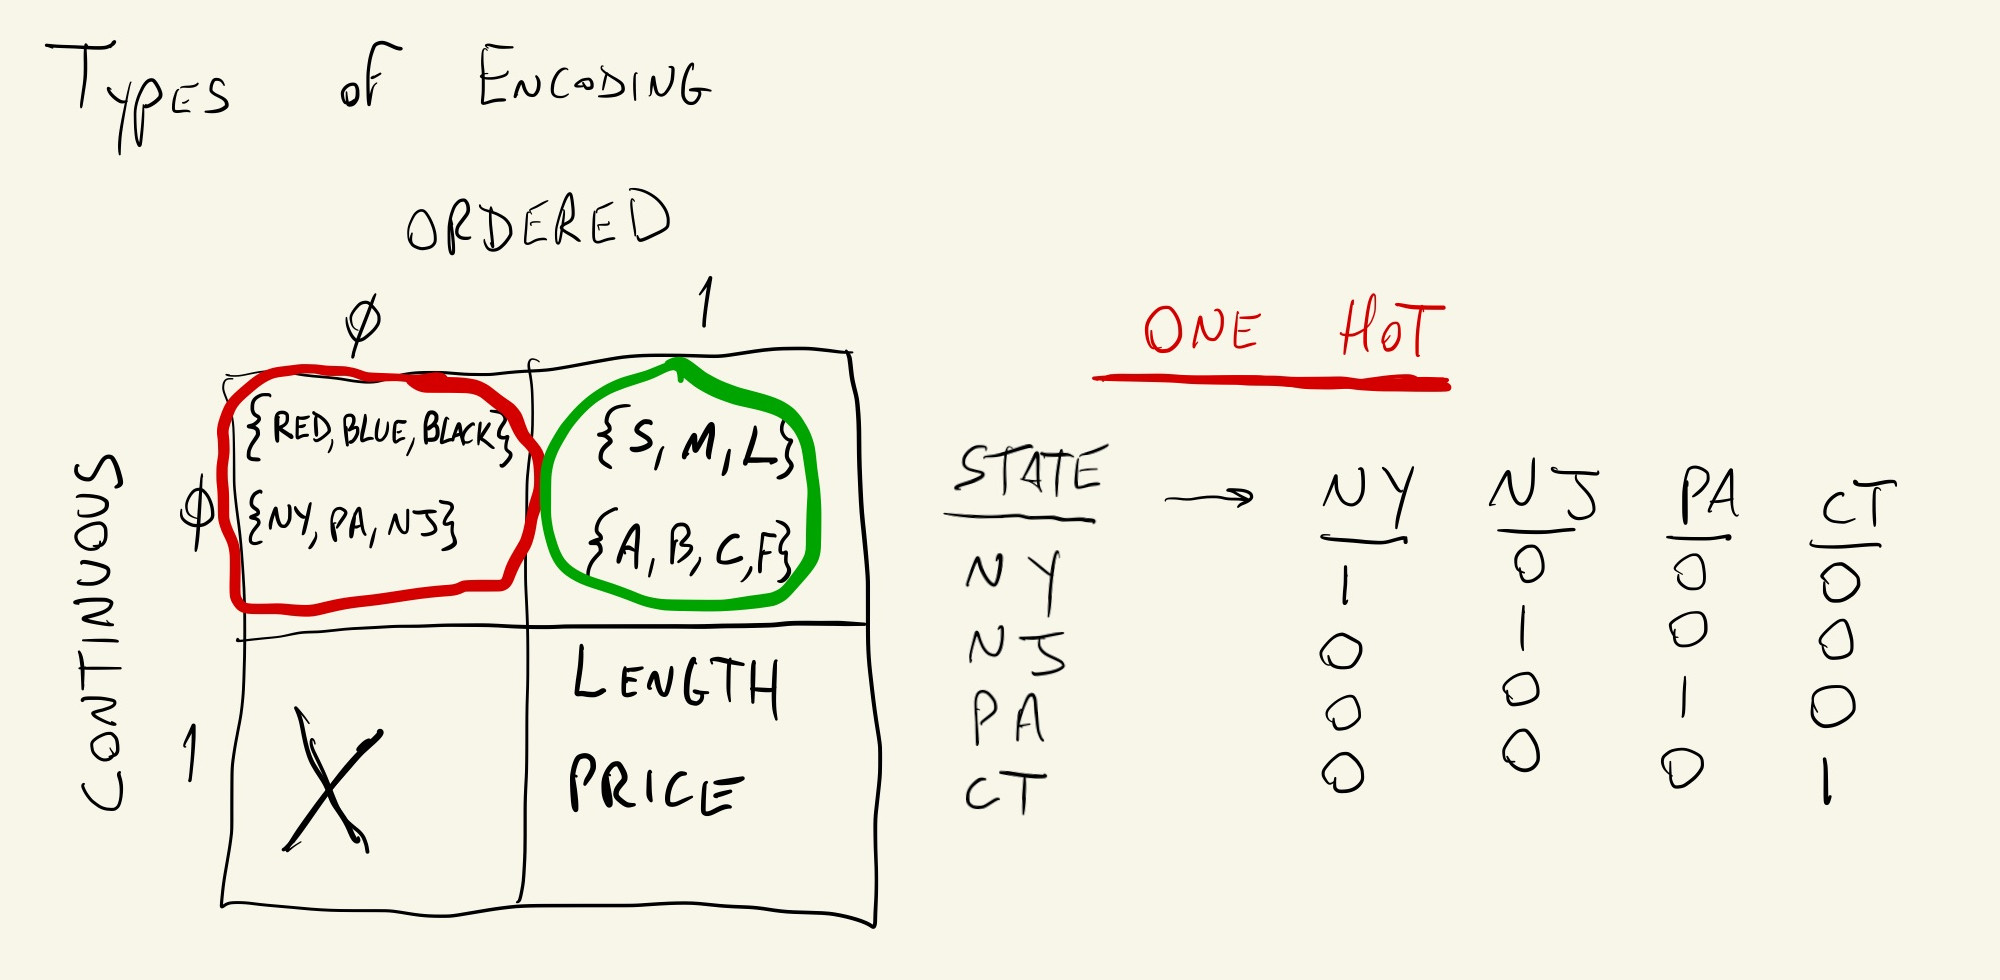 TYPES OF ENCODING
ORDERED
0 1
CONTINUOUS
0
{RED, BLUE, BLACK}
{NY, PA, NJ}
{S, M, L}
{A, B, C, F}
1
X
LENGTH
PRICE
ONE HOT
STATE → NY NJ PA CT
NY 1 0 0 0
NJ 0 1 0 0
PA 0 0 1 0
CT 0 0 0 1